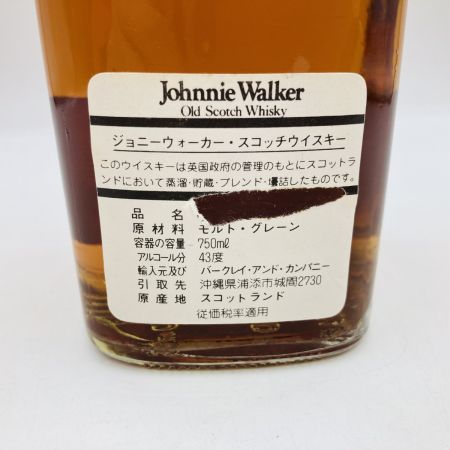 Johnnie Walker
Old Scotch Whisky
ジョニーウォーカー・スコッチウイスキー
このウイスキーは英国政府の管理のもとにスコットラ
ンドにおいて蒸溜・貯蔵・ブレンド・壜詰したものです。
品名
原材料 モルト・グレーン
容器の容量 750ml
アルコール分 43度
輸入元及び バークレイ・アンド・カンパニー
引取先 沖縄県浦添市城間2730
原産地 スコットランド
従価税率適用